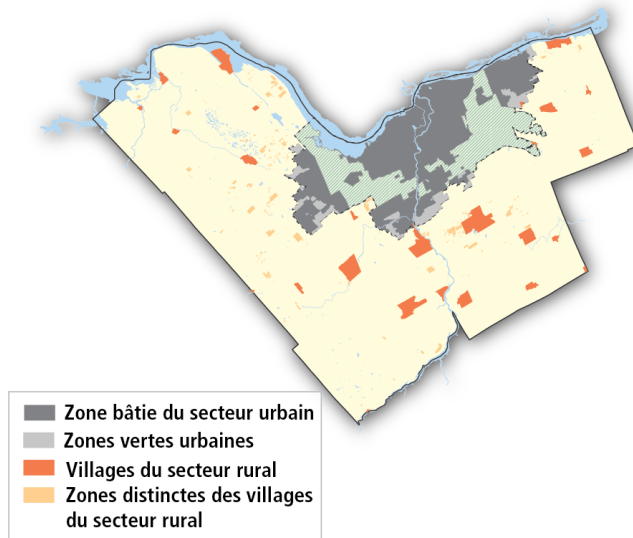 Zone bâtie du secteur urbain
Zones vertes urbaines
Villages du secteur rural
Zones distinctes des villages
du secteur rural